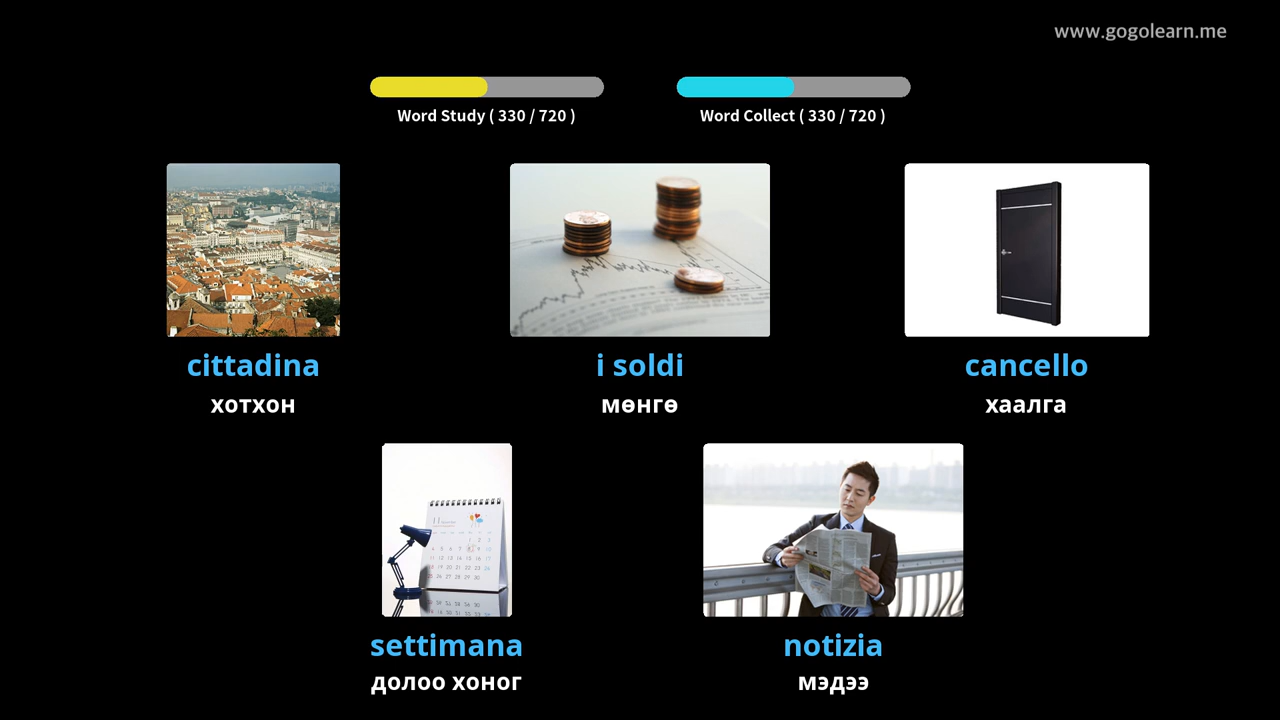 www.gogolearn.me
Word Study ( 330 / 720 )
Word Collect ( 330 / 720 )
cittadina
хотхон
i soldi
мөнгө
cancello
хаалга
settimana
долоо хоног
notizia
мэдээ